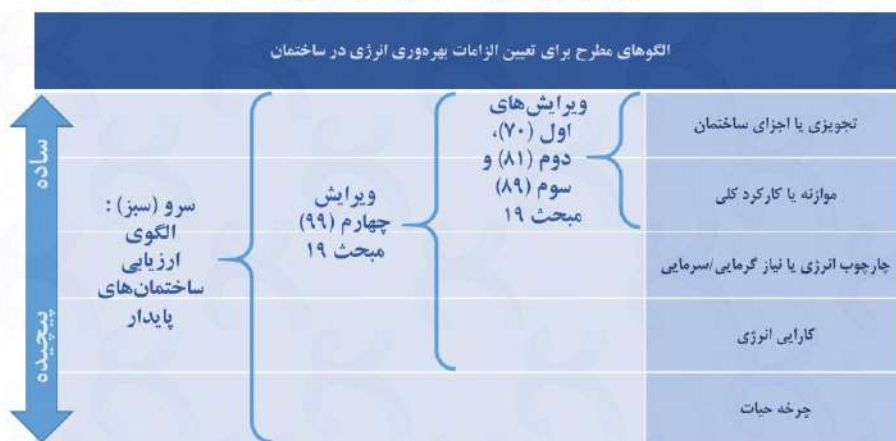 الگوهای مطرح برای تعیین الزامات بهره‌وری انرژی در ساختمان
تجویزی یا اجزای ساختمان
موازنه یا کارکرد کلی
چارچوب انرژی یا نیاز گرمایی/سرمایی
کارایی انرژی
چرخه حیات
ویرایش‌های
اول (۷۰)،
دوم (۸۱) و
سوم (۸۹)
مبحث ۱۹
ویرایش
چهارم (۹۹)
مبحث ۱۹
سرو (سبز) :
الگوی
ارزیابی
ساختمان‌های
پایدار
ساده
پیچیده